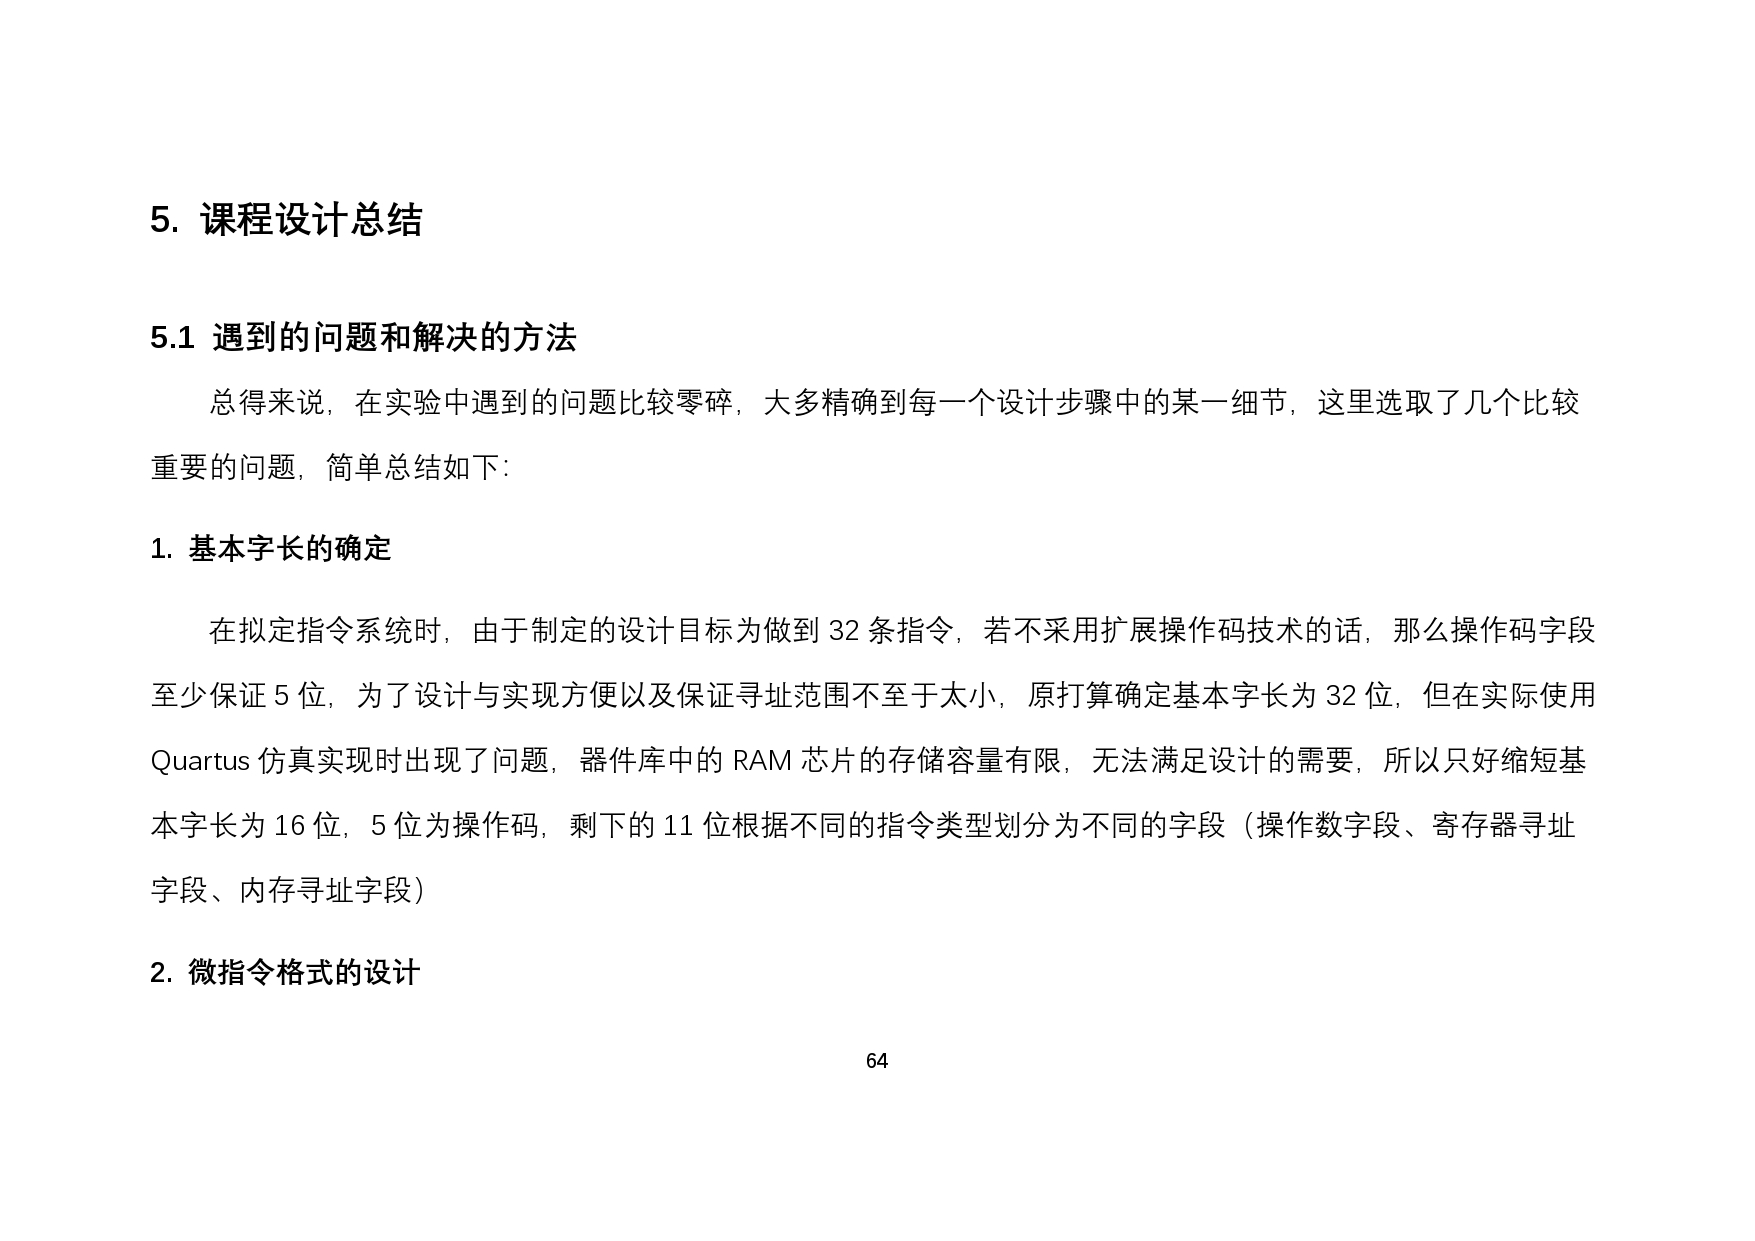 5. 课程设计总结
5.1 遇到的问题和解决的方法
总得来说，在实验中遇到的问题比较零碎，大多精确到每一个设计步骤中的某一细节，这里选取了几个比较
重要的问题，简单总结如下：
1. 基本字长的确定
在拟定指令系统时，由于制定的设计目标为做到 32 条指令，若不采用扩展操作码技术的话，那么操作码字段
至少保证 5 位，为了设计与实现方便以及保证寻址范围不至于太小，原打算确定基本字长为 32 位，但在实际使用
Quartus 仿真实现时出现了问题，器件库中的 RAM 芯片的存储容量有限，无法满足设计的需要，所以只好缩短基
本字长为 16 位，5 位为操作码，剩下的 11 位根据不同的指令类型划分为不同的字段（操作数字段、寄存器寻址
字段、内存寻址字段）
2. 微指令格式的设计
64